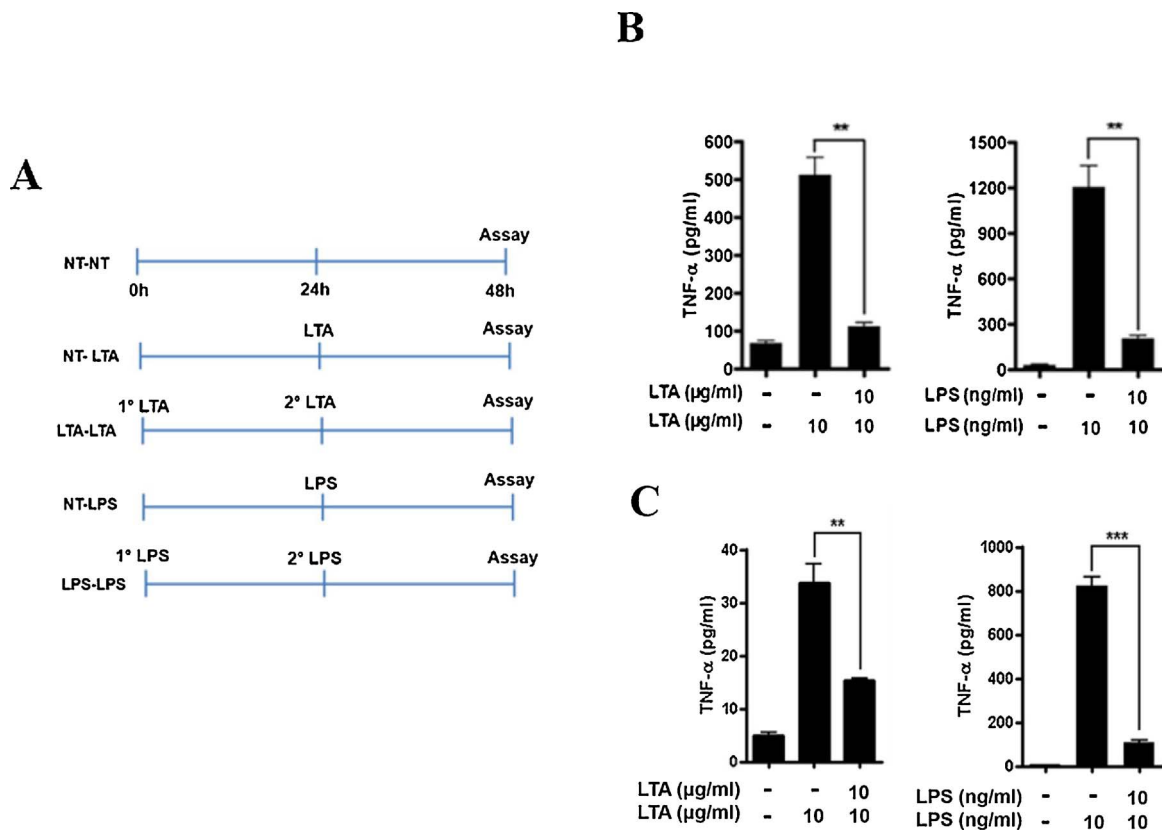 A
Assay
NT-NT
0h 24h 48h
LTA Assay
NT- LTA
1° LTA 2° LTA Assay
LTA-LTA
LPS Assay
NT-LPS
1° LPS 2° LPS Assay
LPS-LPS
B
**
600
500
400
300
200
100
0
TNF-α (pg/ml)
LTA (µg/ml) - - 10
LTA (µg/ml) - 10 10
**
1500
1200
900
600
300
0
TNF-α (pg/ml)
LPS (ng/ml) - - 10
LPS (ng/ml) - 10 10
C
**
40
30
20
10
0
TNF-α (pg/ml)
LTA (µg/ml) - - 10
LTA (µg/ml) - 10 10
***
1000
800
600
400
200
0
TNF-α (pg/ml)
LPS (ng/ml) - - 10
LPS (ng/ml) - 10 10